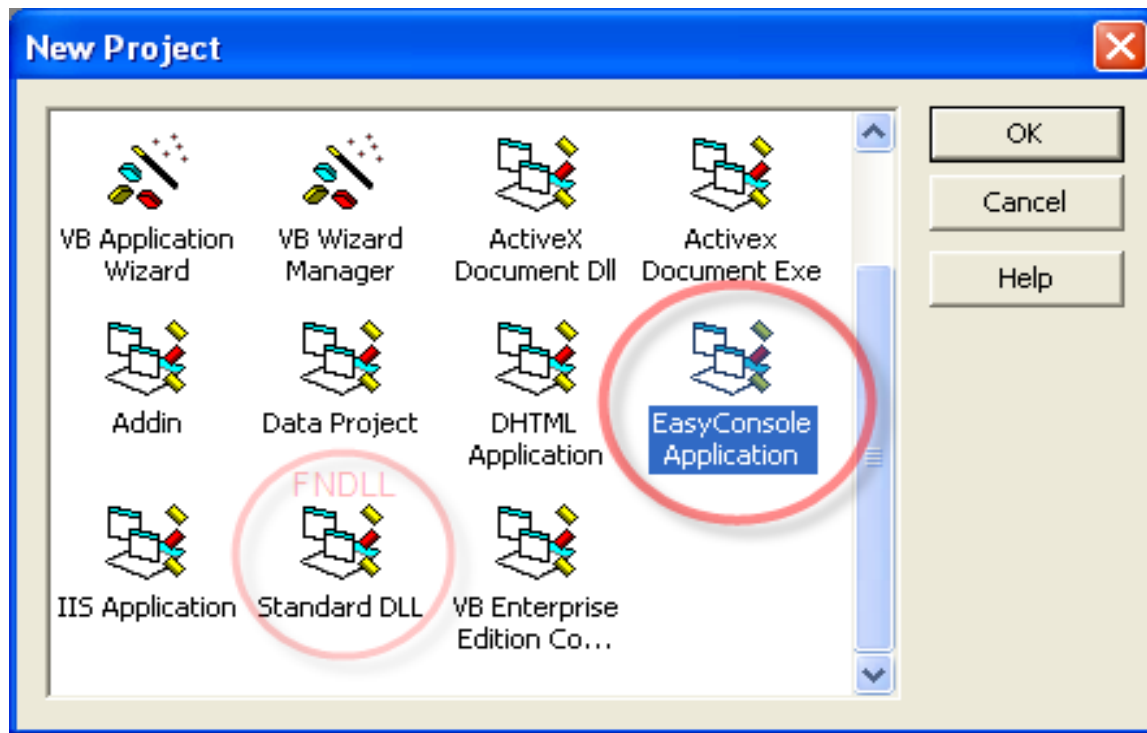 New Project
OK
Cancel
Help
VB Application
Wizard
VB Wizard
Manager
ActiveX
Document Dll
Activex
Document Exe
Addin
Data Project
DHTML
Application
EasyConsole
Application
FNDLL
IIS Application
Standard DLL
VB Enterprise
Edition Co...